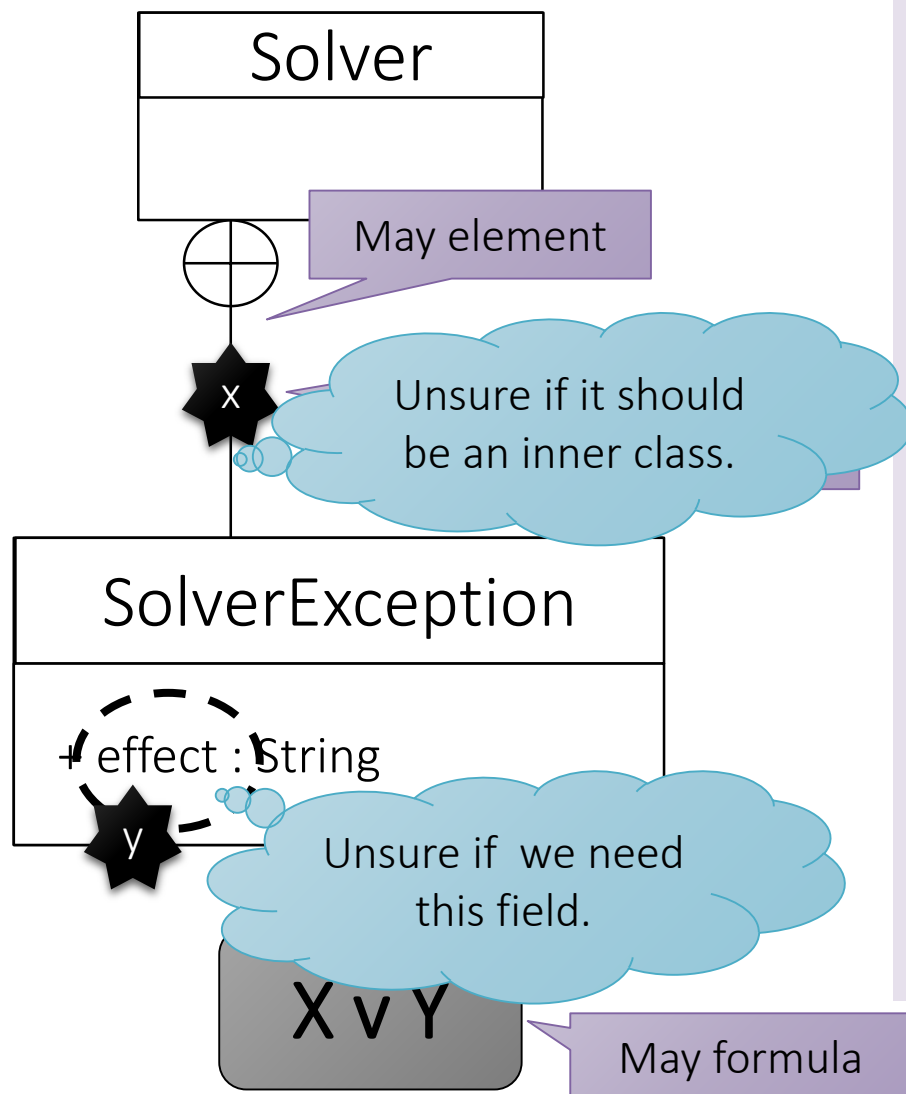 Solver
May element
x
Unsure if it should
be an inner class.
SolverException
+ effect : String
y
Unsure if  we need
this field.
X v Y
May formula